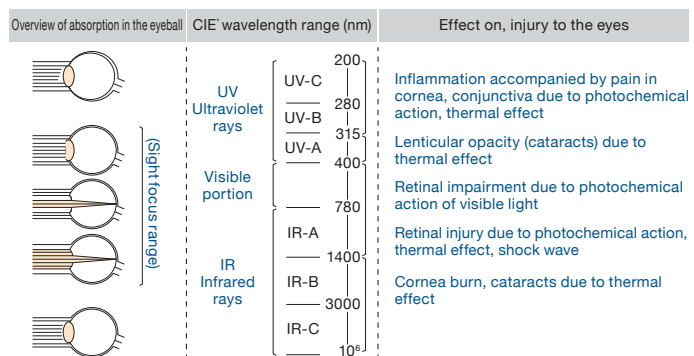 Overview of absorption in the eyeball
CIE* wavelength range (nm)
Effect on, injury to the eyes
(Sight focus range)
UV
Ultraviolet
rays
Visible
portion
IR
Infrared
rays
200
UV-C
280
UV-B
315
UV-A
400
780
IR-A
1400
IR-B
3000
IR-C
10⁶
Inflammation accompanied by pain in
cornea, conjunctiva due to photochemical
action, thermal effect
Lenticular opacity (cataracts) due to
thermal effect
Retinal impairment due to photochemical
action of visible light
Retinal injury due to photochemical action,
thermal effect, shock wave
Cornea burn, cataracts due to thermal
effect